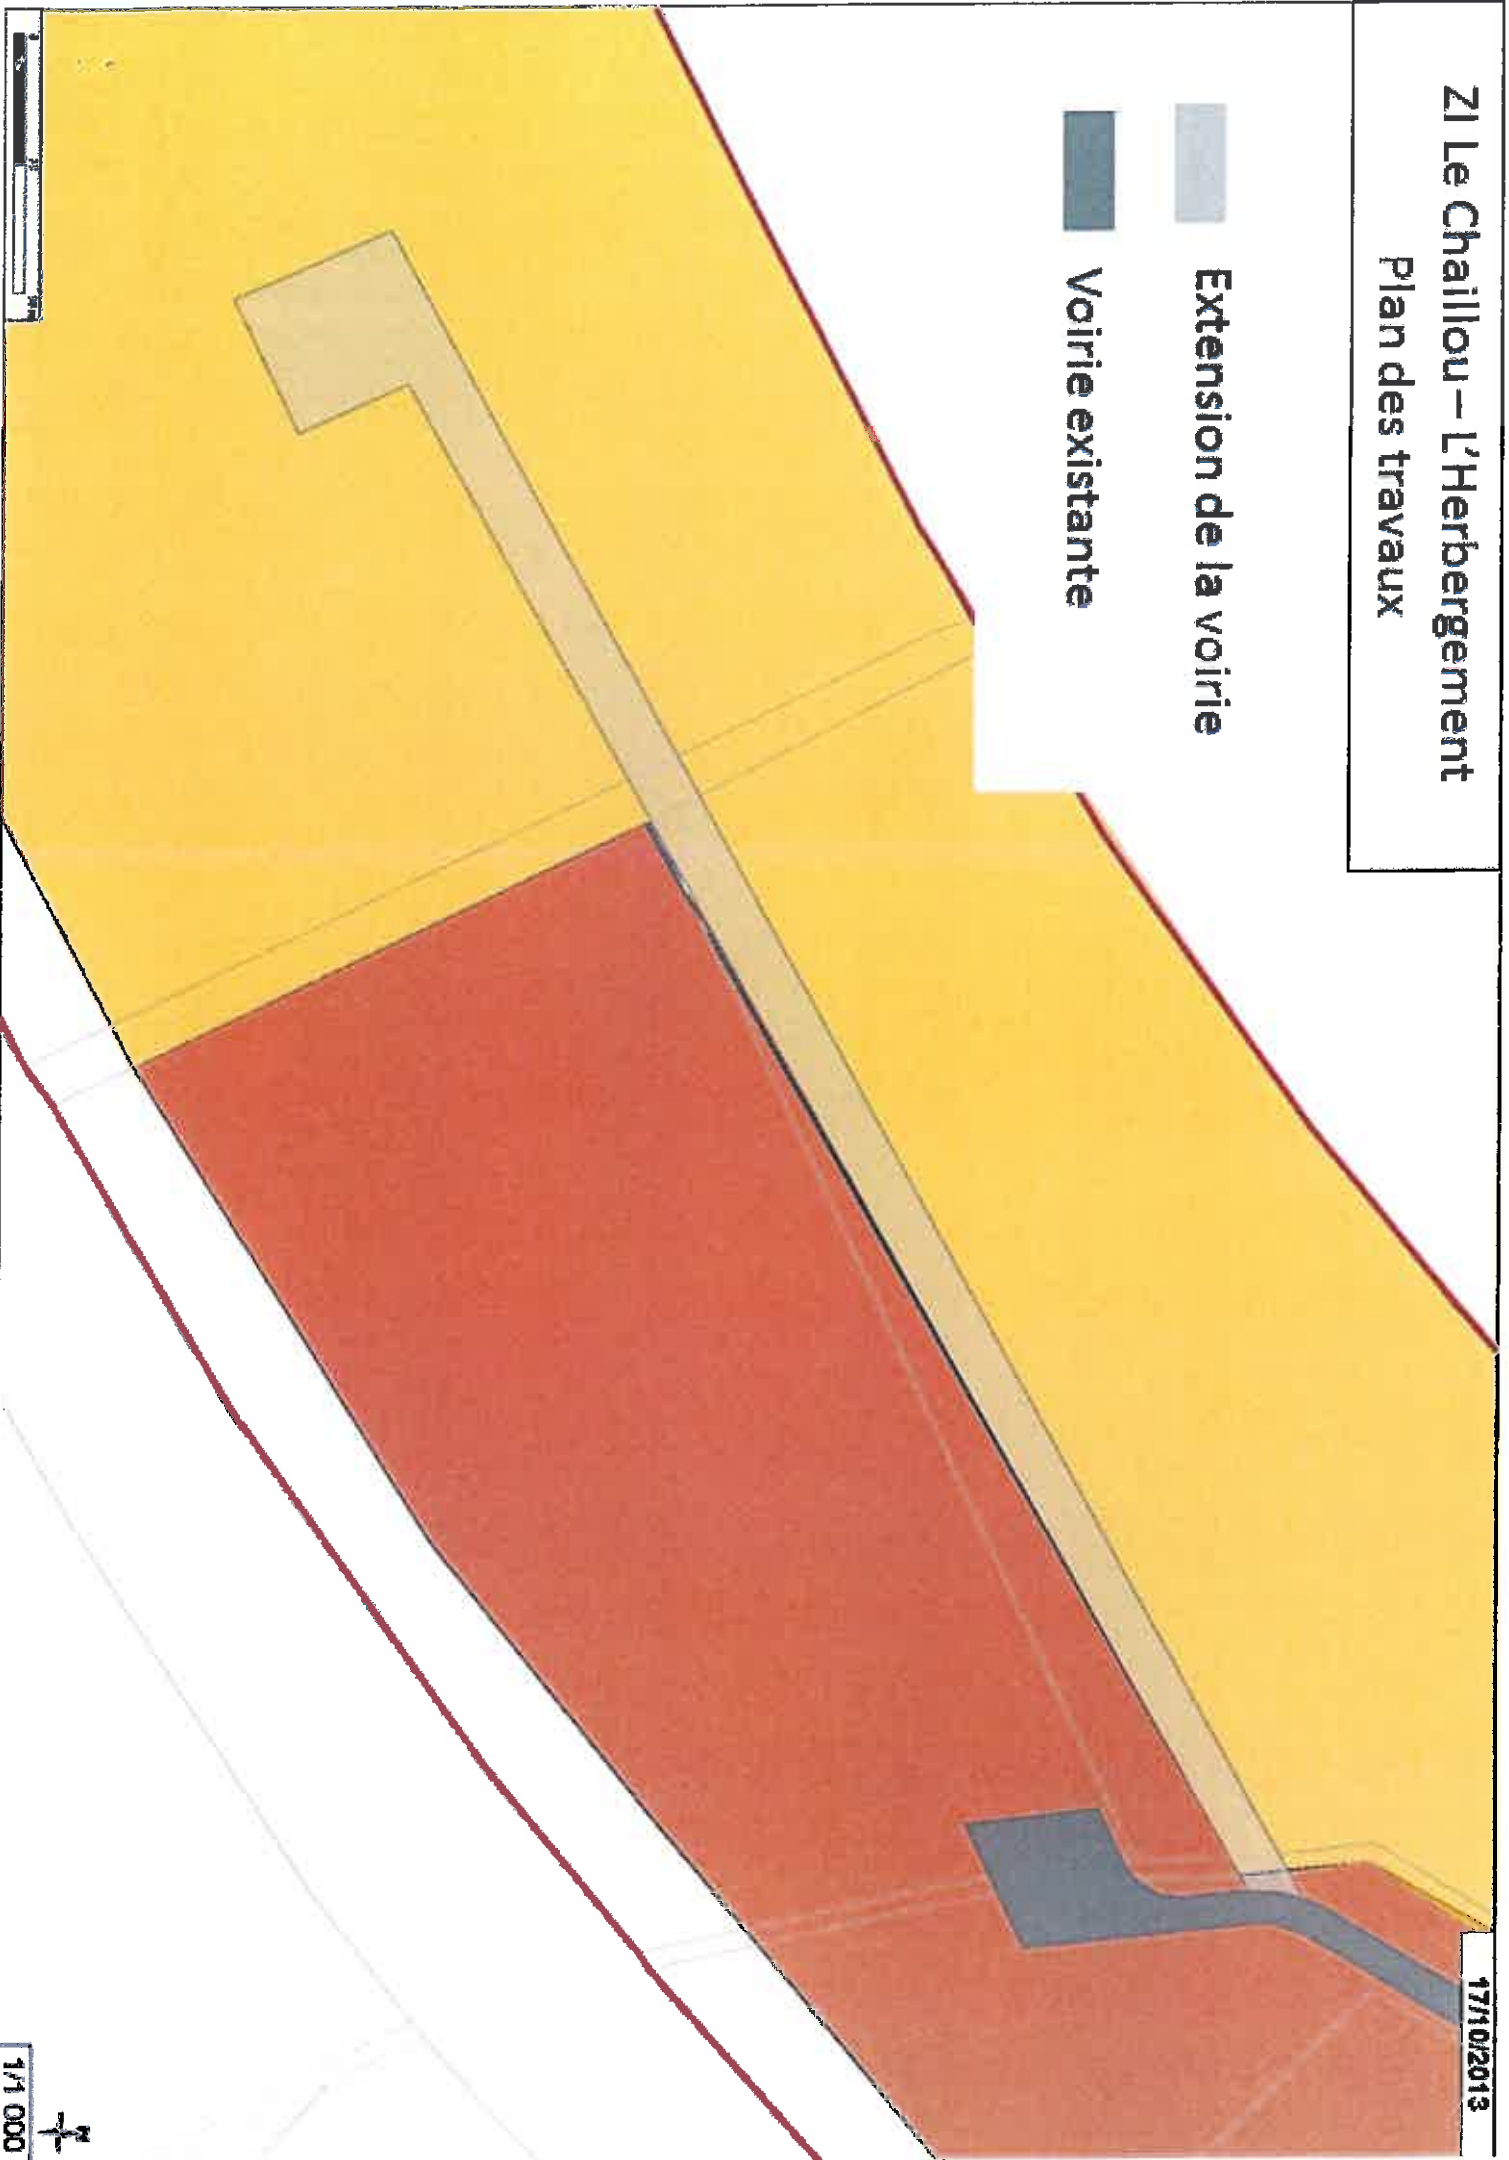 ZI Le Chaillou – L'Herbergement
Plan des travaux
Extension de la voirie
Voirie existante
17/10/2013
N
1/1 000